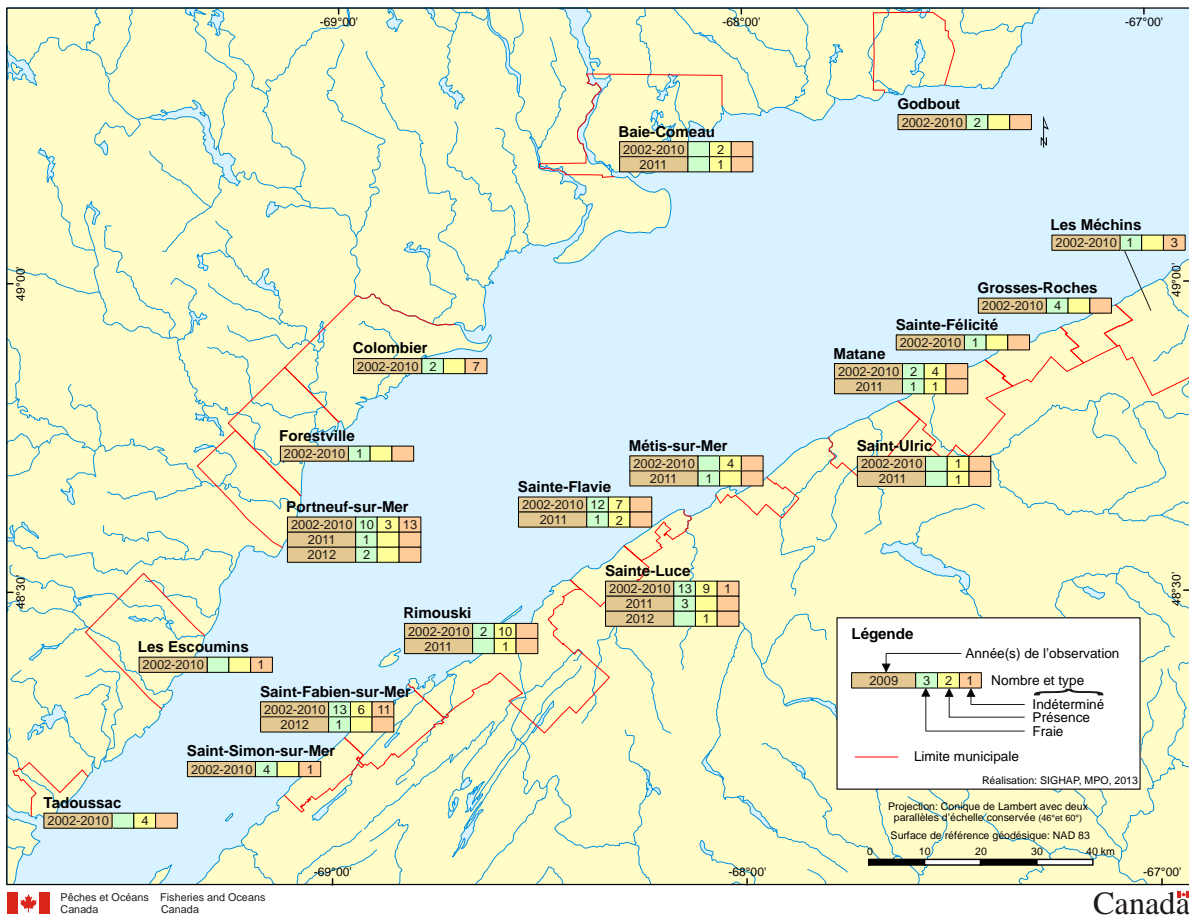 -69°00' -68°00' -67°00'
Godbout
2002-2010 2
N
Baie-Comeau
2002-2010 2
2011 1
Les Méchins
2002-2010 1 3
49°00' 49°00'
Grosses-Roches
2002-2010 4
Sainte-Félicité
2002-2010 1
Colombier
2002-2010 2 7
Matane
2002-2010 2 4
2011 1 1
Forestville
2002-2010 1
Métis-sur-Mer
2002-2010 4
2011 1
Saint-Ulric
2002-2010 1
2011 1
Sainte-Flavie
2002-2010 12 7
2011 1 2
Portneuf-sur-Mer
2002-2010 10 3 13
2011 1
2012 2
Sainte-Luce
2002-2010 13 9 1
2011 3
2012 1
48°30' 48°30'
Rimouski
2002-2010 2 10
2011 1
Les Escoumins
2002-2010 1
Saint-Fabien-sur-Mer
2002-2010 13 6 11
2012 1
Saint-Simon-sur-Mer
2002-2010 4 1
Tadoussac
2002-2010 4
Légende
Année(s) de l'observation
2009 3 2 1 Nombre et type
Indéterminé
Présence
Fraie
Limite municipale
Réalisation: SIGHAP, MPO, 2013
Projection: Conique de Lambert avec deux
parallèles d'échelle conservée (46°et 60°)
Surface de référence géodésique: NAD 83
0 10 20 30 40 km
-69°00' -68°00' -67°00'
Pêches et Océans Fisheries and Oceans
Canada Canada
Canada